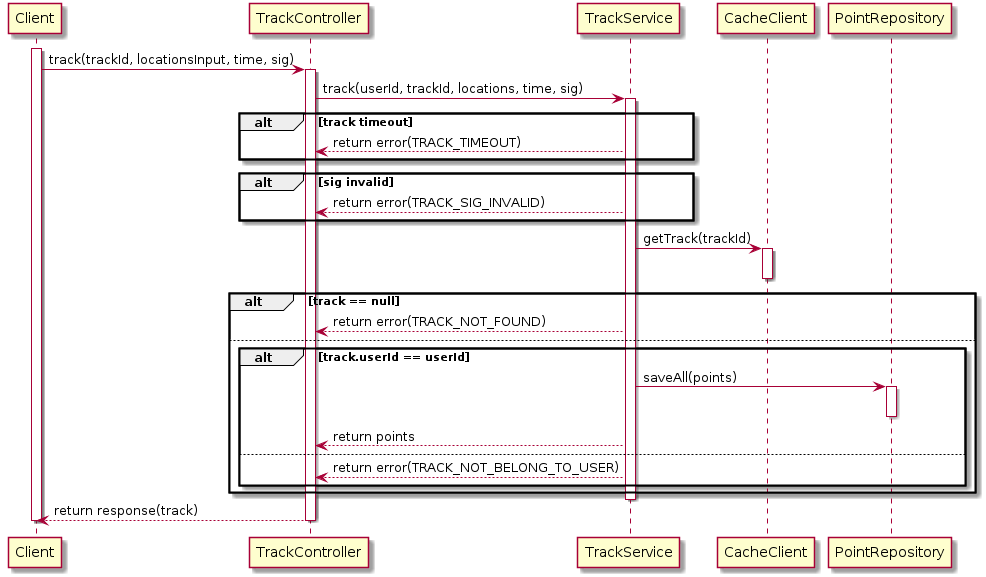 Client TrackController TrackService CacheClient PointRepository
track(trackId, locationsInput, time, sig)
track(userId, trackId, locations, time, sig)
alt [track timeout]
return error(TRACK_TIMEOUT)
alt [sig invalid]
return error(TRACK_SIG_INVALID)
getTrack(trackId)
alt [track == null]
return error(TRACK_NOT_FOUND)
alt [track.userId == userId]
saveAll(points)
return points
return error(TRACK_NOT_BELONG_TO_USER)
return response(track)
Client TrackController TrackService CacheClient PointRepository